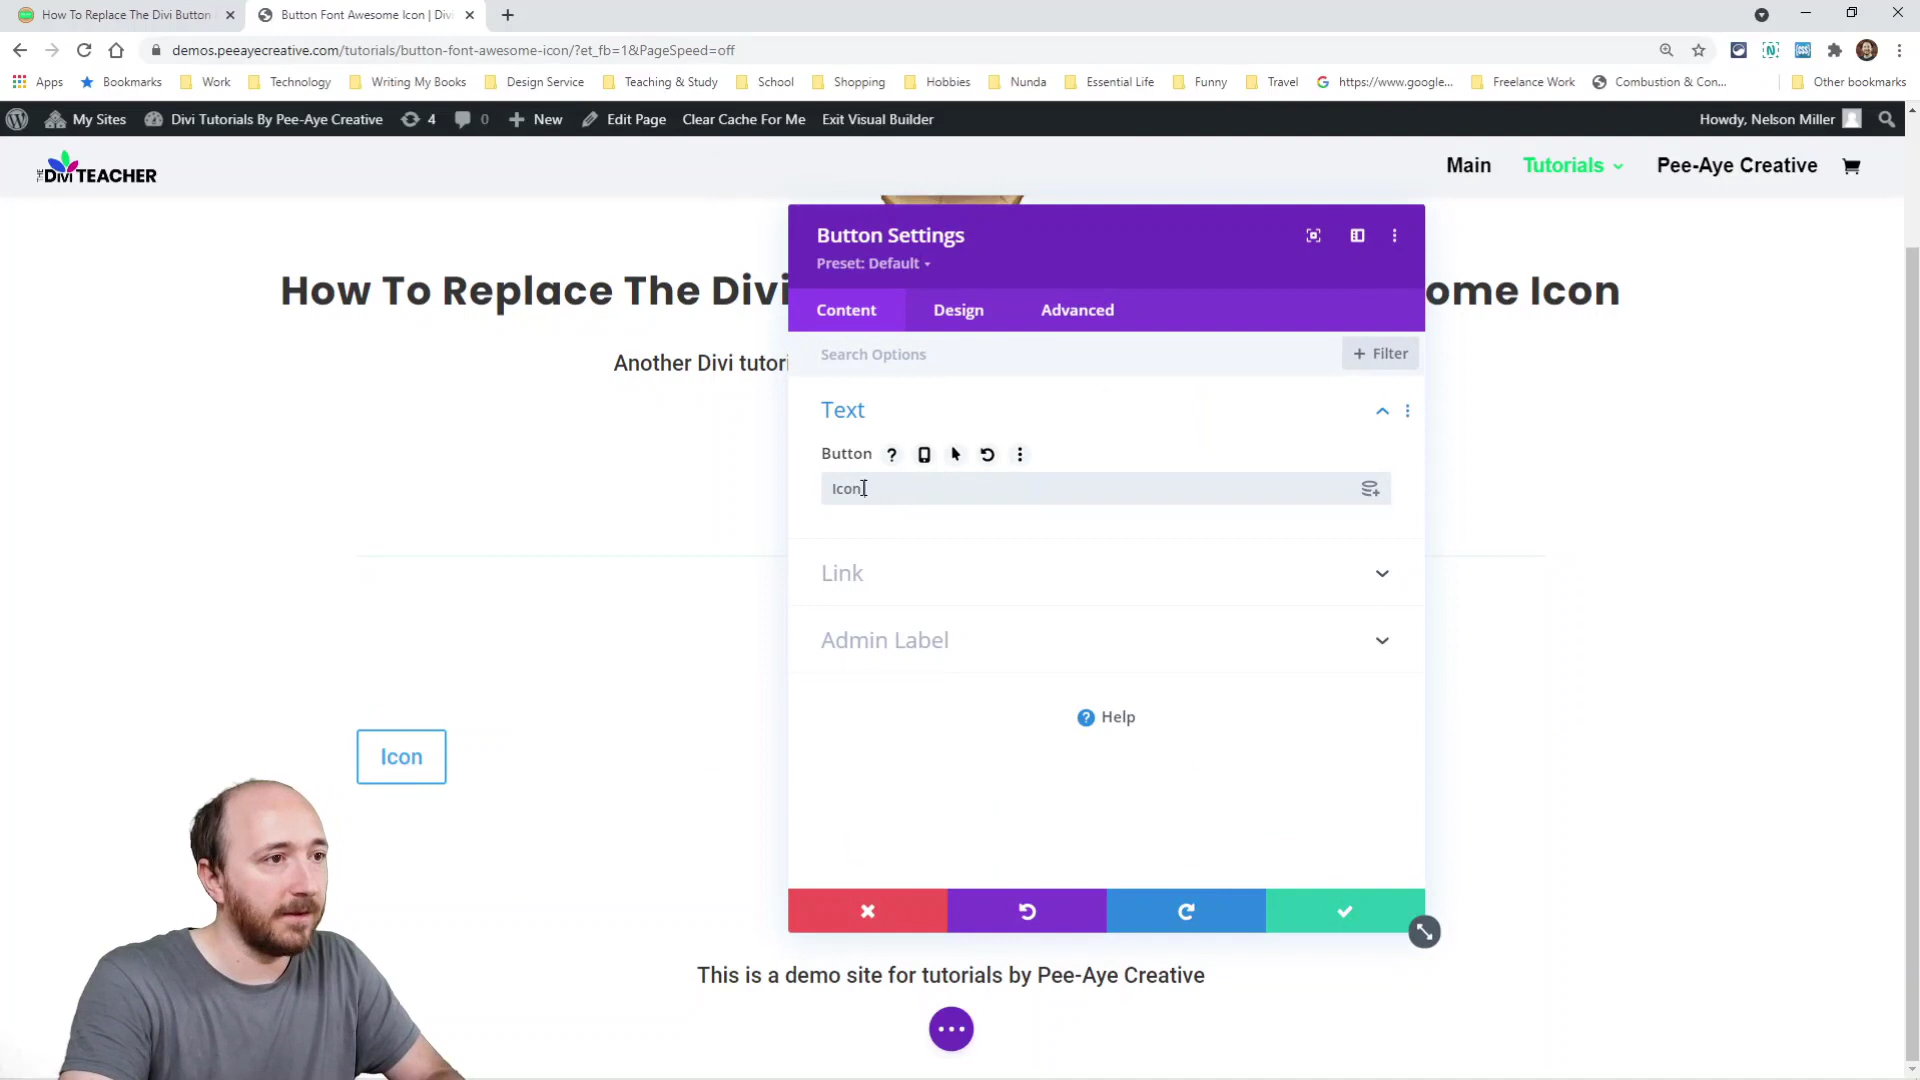 How To Replace The Divi Button
Button Font Awesome Icon | Divi
demos.peeayecreative.com/tutorials/button-font-awesome-icon/?et_fb=1&PageSpeed=off
Apps Bookmarks Work Technology Writing My Books Design Service Teaching & Study School Shopping Hobbies Nunda Essential Life Funny Travel https://www.google... Freelance Work Combustion & Con... Other bookmarks
My Sites Divi Tutorials By Pee-Aye Creative 4 0 New Edit Page Clear Cache For Me Exit Visual Builder Howdy, Nelson Miller
THE DIVI TEACHER
Main Tutorials Pee-Aye Creative
Button Settings
Preset: Default
How To Replace The Divi
ome Icon
Content Design Advanced
Search Options
+ Filter
Another Divi tutori
Text
Button
Icon
Link
Admin Label
Help
Icon
This is a demo site for tutorials by Pee-Aye Creative